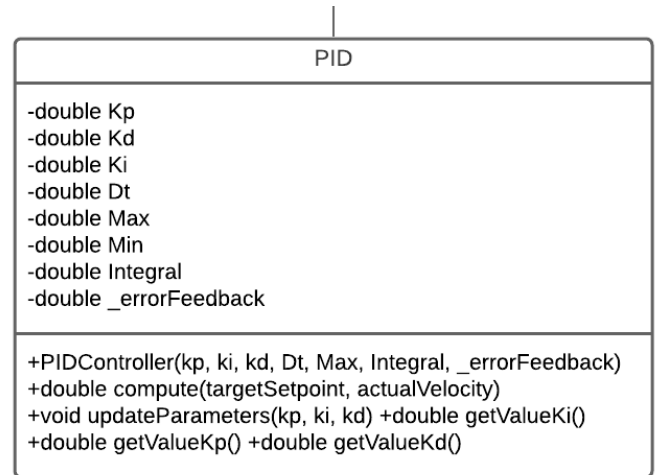 PID
-double Kp
-double Kd
-double Ki
-double Dt
-double Max
-double Min
-double Integral
-double _errorFeedback
+PIDController(kp, ki, kd, Dt, Max, Integral, _errorFeedback)
+double compute(targetSetpoint, actualVelocity)
+void updateParameters(kp, ki, kd) +double getValueKi()
+double getValueKp() +double getValueKd()